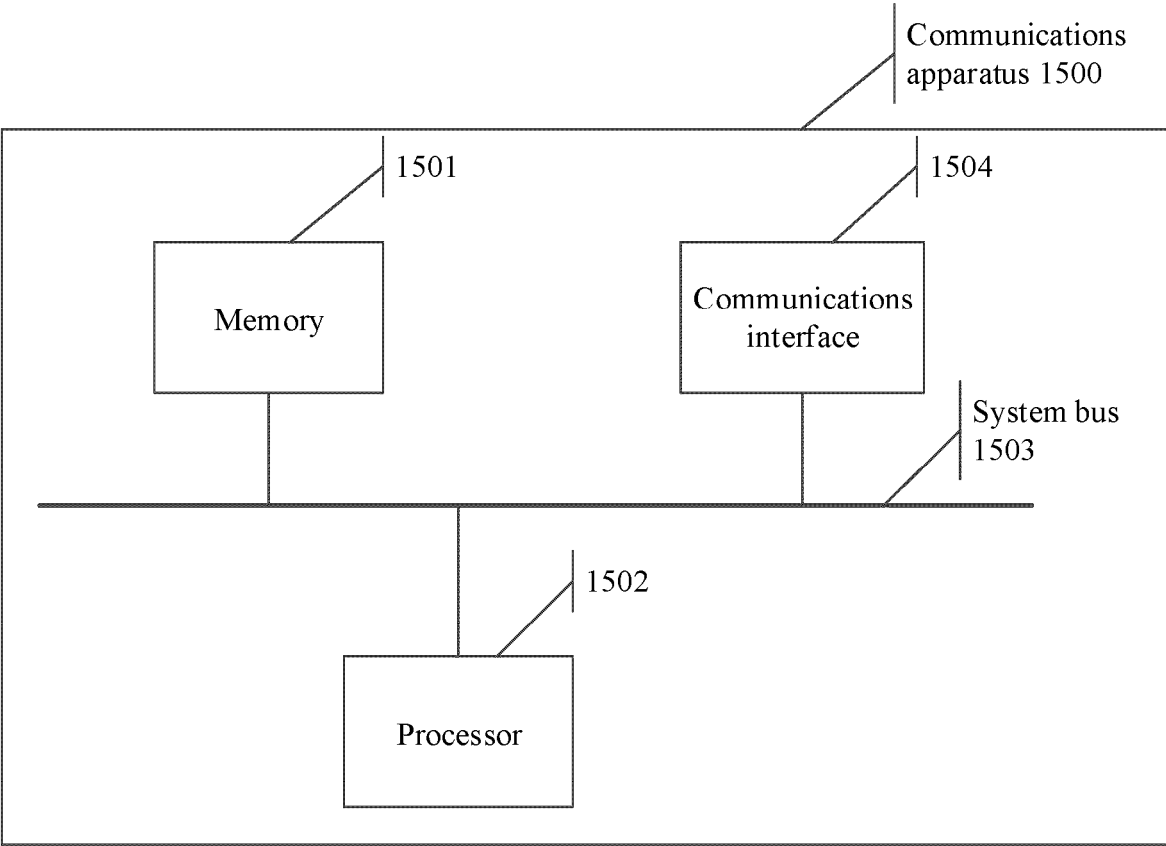 Communications
apparatus 1500
1501
1504
Memory
Communications
interface
System bus
1503
1502
Processor